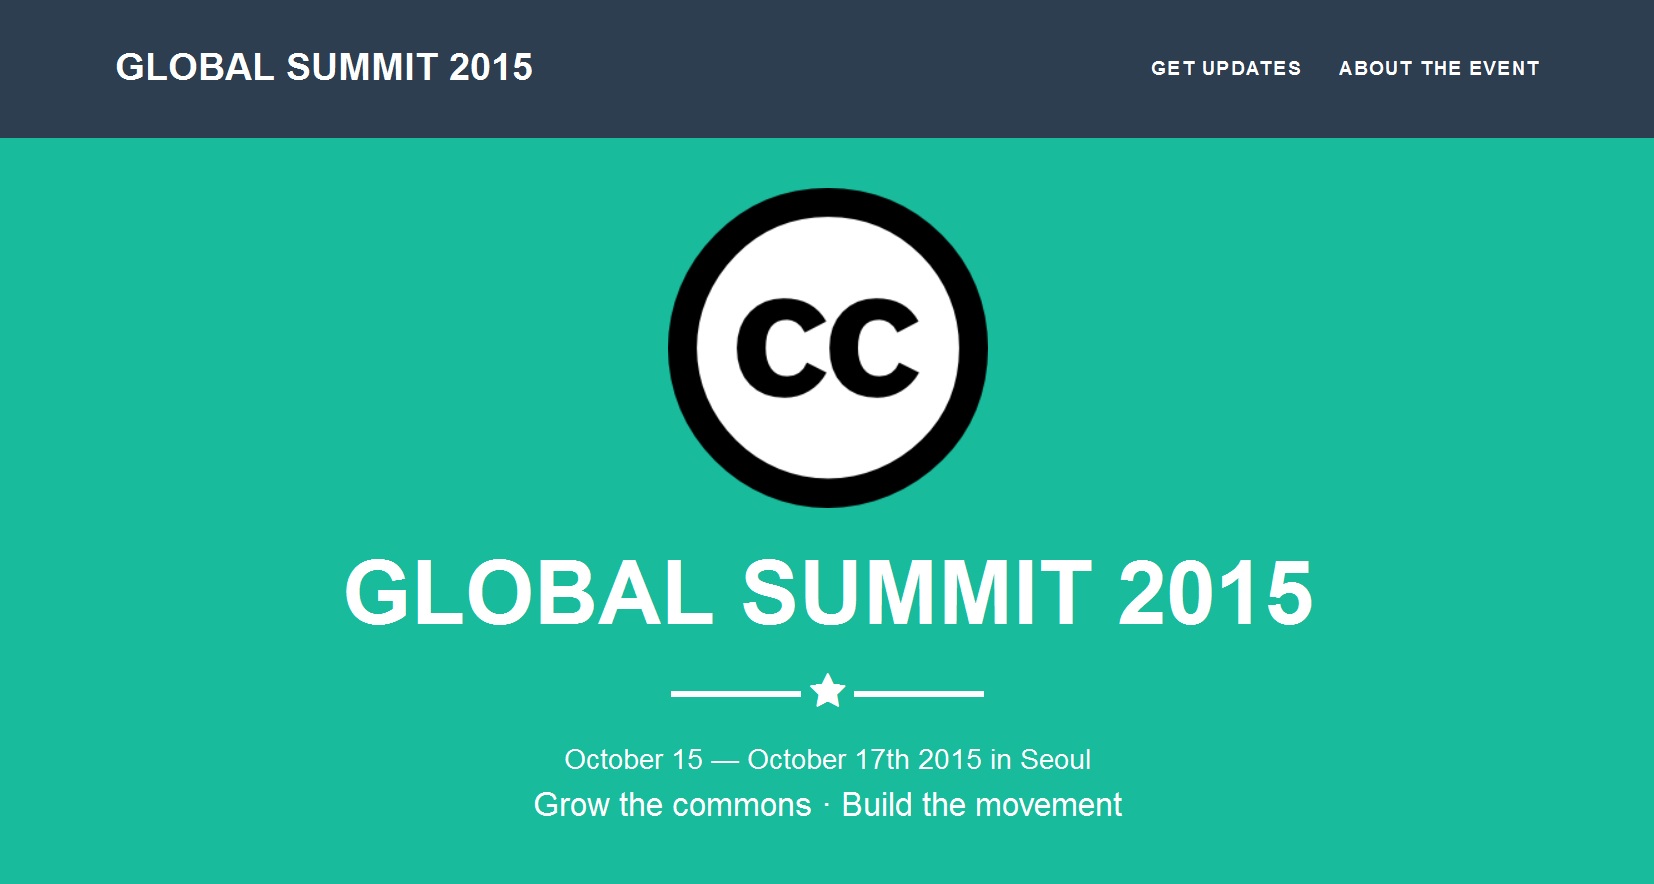 GLOBAL SUMMIT 2015
GET UPDATES ABOUT THE EVENT
cc
GLOBAL SUMMIT 2015
October 15 — October 17th 2015 in Seoul
Grow the commons · Build the movement